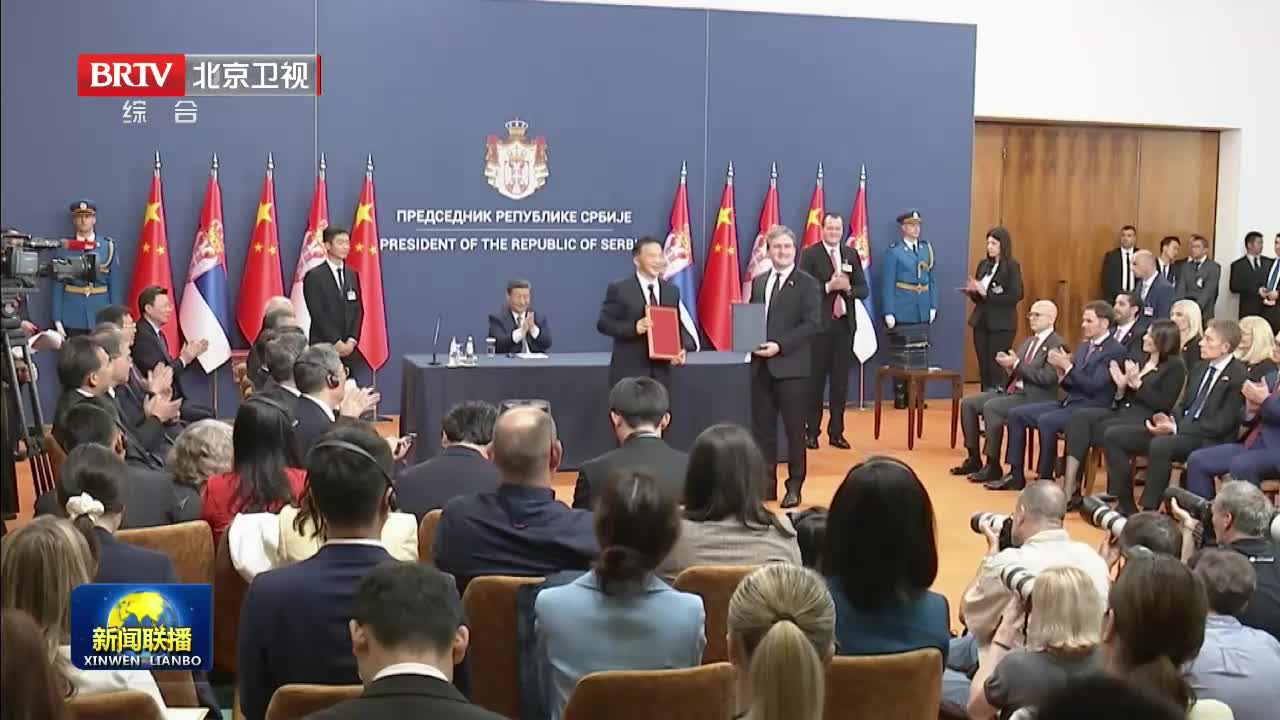 BRTV 北京卫视
综合
ПРЕДСЕДНИК РЕПУБЛИКЕ СРБИЈЕ
PRESIDENT OF THE REPUBLIC OF
新闻联播
XINWEN LIANBO